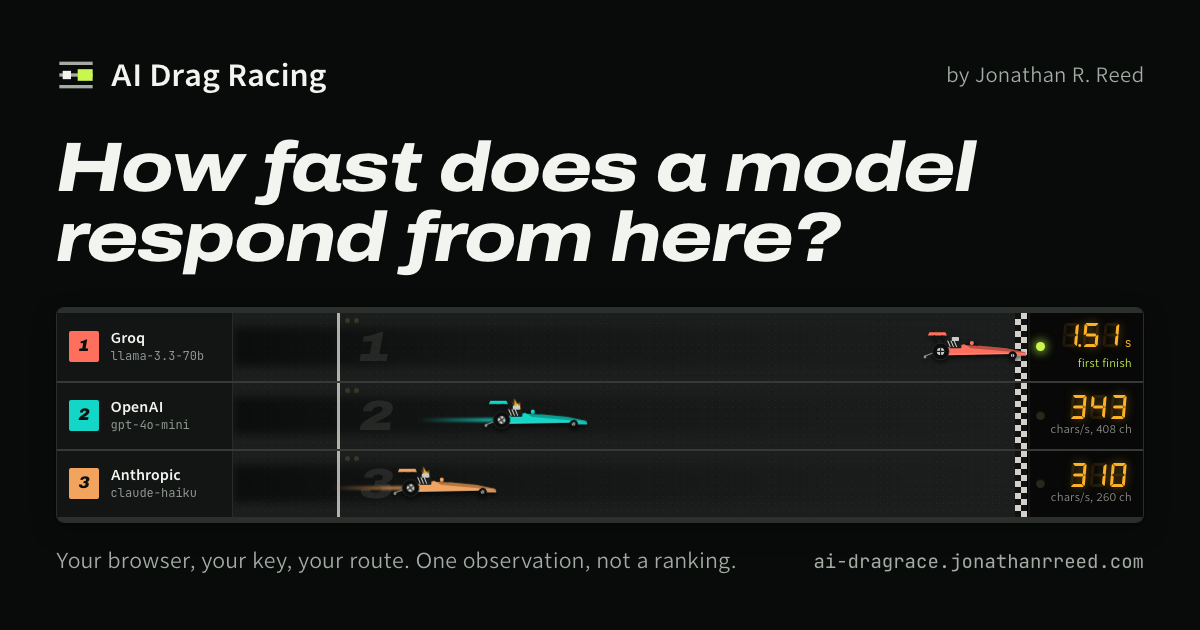 AI Drag Racing
by Jonathan R. Reed
How fast does a model
respond from here?
1
Groq
llama-3.3-70b
1
1.51 s
first finish
2
OpenAI
gpt-4o-mini
2
343
chars/s, 408 ch
3
Anthropic
claude-haiku
3
310
chars/s, 260 ch
Your browser, your key, your route. One observation, not a ranking.
ai-dragrace.jonathanrreed.com